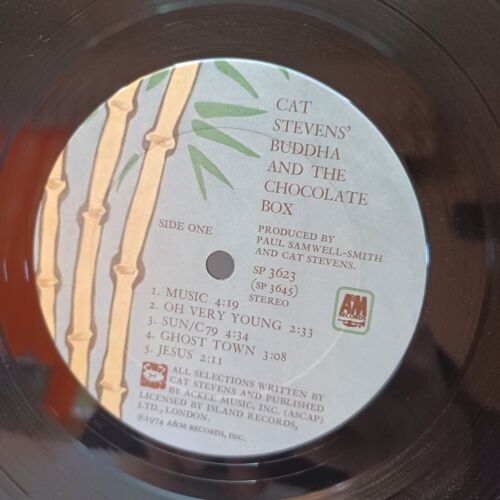 CAT
STEVENS'
BUDDHA
AND THE
CHOCOLATE
BOX
SIDE ONE
PRODUCED BY
PAUL SAMWELL-SMITH
AND CAT STEVENS.
SP 3623
(SP 3645)
STEREO
AM
RECORDS
1. MUSIC 4:19
2. OH VERY YOUNG 2:33
3. SUN/C79 4:34
4. GHOST TOWN 3:08
5. JESUS 2:11
ALL SELECTIONS WRITTEN BY
CAT STEVENS AND PUBLISHED
BY ACKEE MUSIC, INC. (ASCAP)
LICENSED BY ISLAND RECORDS,
LTD., LONDON.
℗1974 A&M RECORDS, INC.